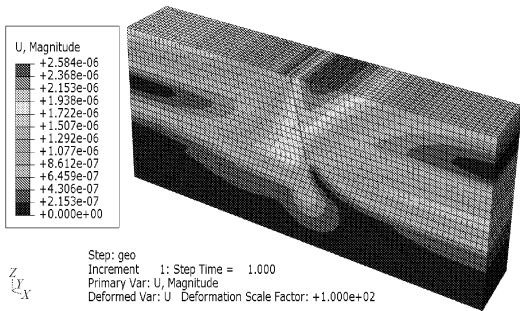 U, Magnitude
+2.584e-06
+2.368e-06
+2.153e-06
+1.938e-06
+1.722e-06
+1.507e-06
+1.292e-06
+1.077e-06
+8.612e-07
+6.459e-07
+4.306e-07
+2.153e-07
+0.000e+00
Step: geo
Increment 1: Step Time = 1.000
Primary Var: U, Magnitude
Deformed Var: U Deformation Scale Factor: +1.000e+02
Z
Y
X